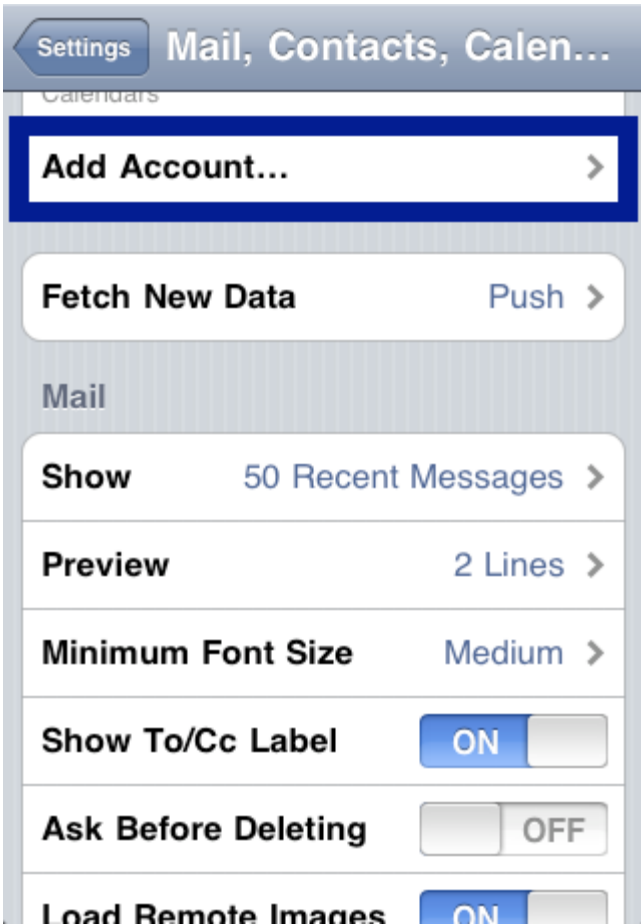 Settings Mail, Contacts, Calen...
Calendars
Add Account...
Fetch New Data Push
Mail
Show 50 Recent Messages
Preview 2 Lines
Minimum Font Size Medium
Show To/Cc Label ON
Ask Before Deleting OFF
Load Remote Images ON